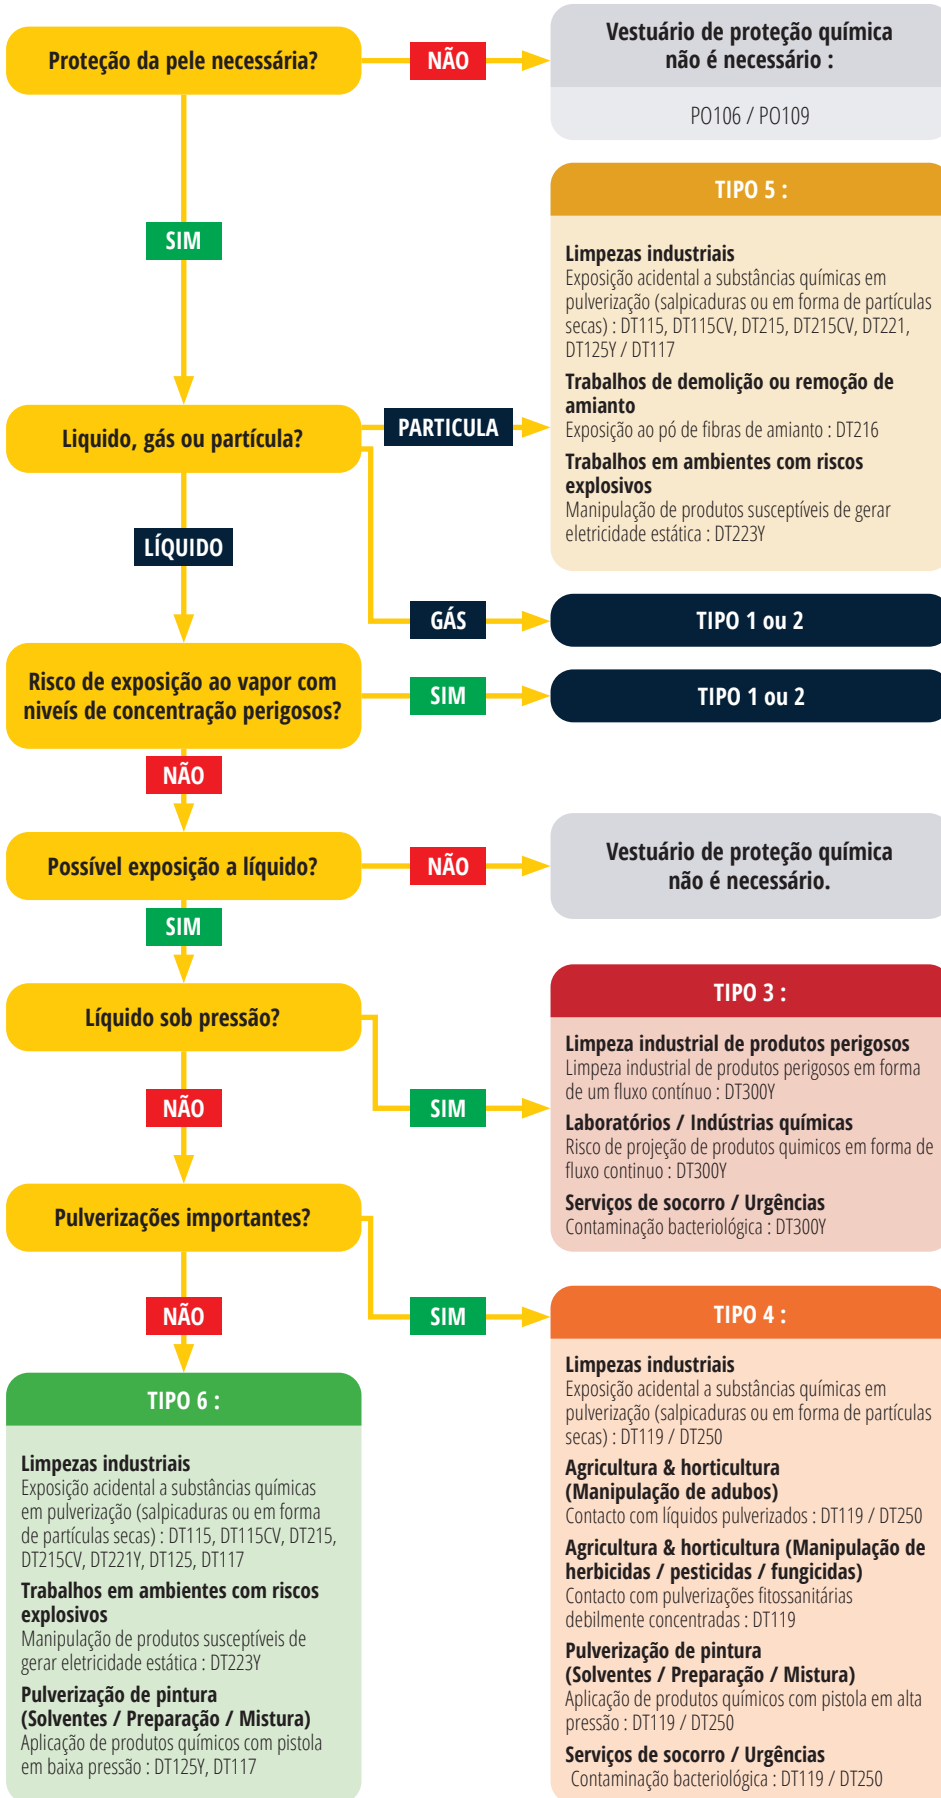 Proteção da pele necessária?
NÃO
Vestuário de proteção química
não é necessário :
PO106 / PO109
SIM
TIPO 5 :
Limpezas industriais
Exposição acidental a substâncias químicas em
pulverização (salpicaduras ou em forma de partículas
secas) : DT115, DT115CV, DT215, DT215CV, DT221,
DT125Y / DT117
Trabalhos de demolição ou remoção de
amianto
Exposição ao pó de fibras de amianto : DT216
Trabalhos em ambientes com riscos
explosivos
Manipulação de produtos susceptíveis de gerar
eletricidade estática : DT223Y
Liquido, gás ou partícula?
PARTICULA
LÍQUIDO
GÁS
TIPO 1 ou 2
Risco de exposição ao vapor com
niveís de concentração perigosos?
SIM
TIPO 1 ou 2
NÃO
Possível exposição a líquido?
NÃO
Vestuário de proteção química
não é necessário.
SIM
Líquido sob pressão?
NÃO
SIM
TIPO 3 :
Limpeza industrial de produtos perigosos
Limpeza industrial de produtos perigosos em forma
de um fluxo contínuo : DT300Y
Laboratórios / Indústrias químicas
Risco de projeção de produtos quimicos em forma de
fluxo continuo : DT300Y
Serviços de socorro / Urgências
Contaminação bacteriológica : DT300Y
Pulverizações importantes?
NÃO
SIM
TIPO 4 :
Limpezas industriais
Exposição acidental a substâncias químicas em
pulverização (salpicaduras ou em forma de partículas
secas) : DT119 / DT250
Agricultura & horticultura
(Manipulação de adubos)
Contacto com líquidos pulverizados : DT119 / DT250
Agricultura & horticultura (Manipulação de
herbicidas / pesticidas / fungicidas)
Contacto com pulverizações fitossanitárias
debilmente concentradas : DT119
Pulverização de pintura
(Solventes / Preparação / Mistura)
Aplicação de produtos químicos com pistola em alta
pressão : DT119 / DT250
Serviços de socorro / Urgências
Contaminação bacteriológica : DT119 / DT250
TIPO 6 :
Limpezas industriais
Exposição acidental a substâncias químicas
em pulverização (salpicaduras ou em forma
de partículas secas) : DT115, DT115CV, DT215,
DT215CV, DT221Y, DT125, DT117
Trabalhos em ambientes com riscos
explosivos
Manipulação de produtos susceptíveis de
gerar eletricidade estática : DT223Y
Pulverização de pintura
(Solventes / Preparação / Mistura)
Aplicação de produtos químicos com pistola
em baixa pressão : DT125Y, DT117